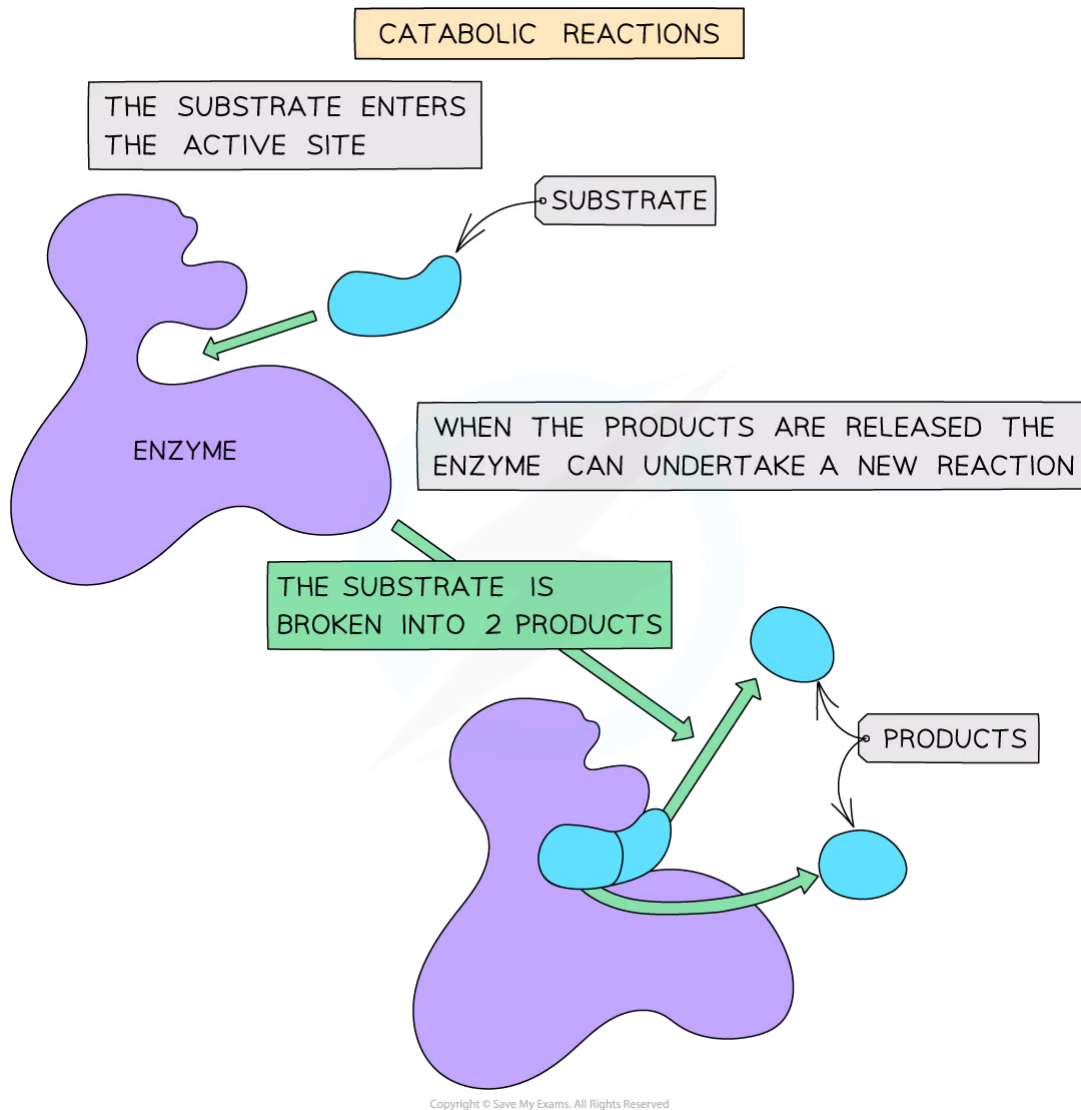 CATABOLIC REACTIONS
THE SUBSTRATE ENTERS
THE ACTIVE SITE
SUBSTRATE
ENZYME
WHEN THE PRODUCTS ARE RELEASED THE
ENZYME CAN UNDERTAKE A NEW REACTION
THE SUBSTRATE IS
BROKEN INTO 2 PRODUCTS
PRODUCTS
Copyright © Save My Exams. All Rights Reserved